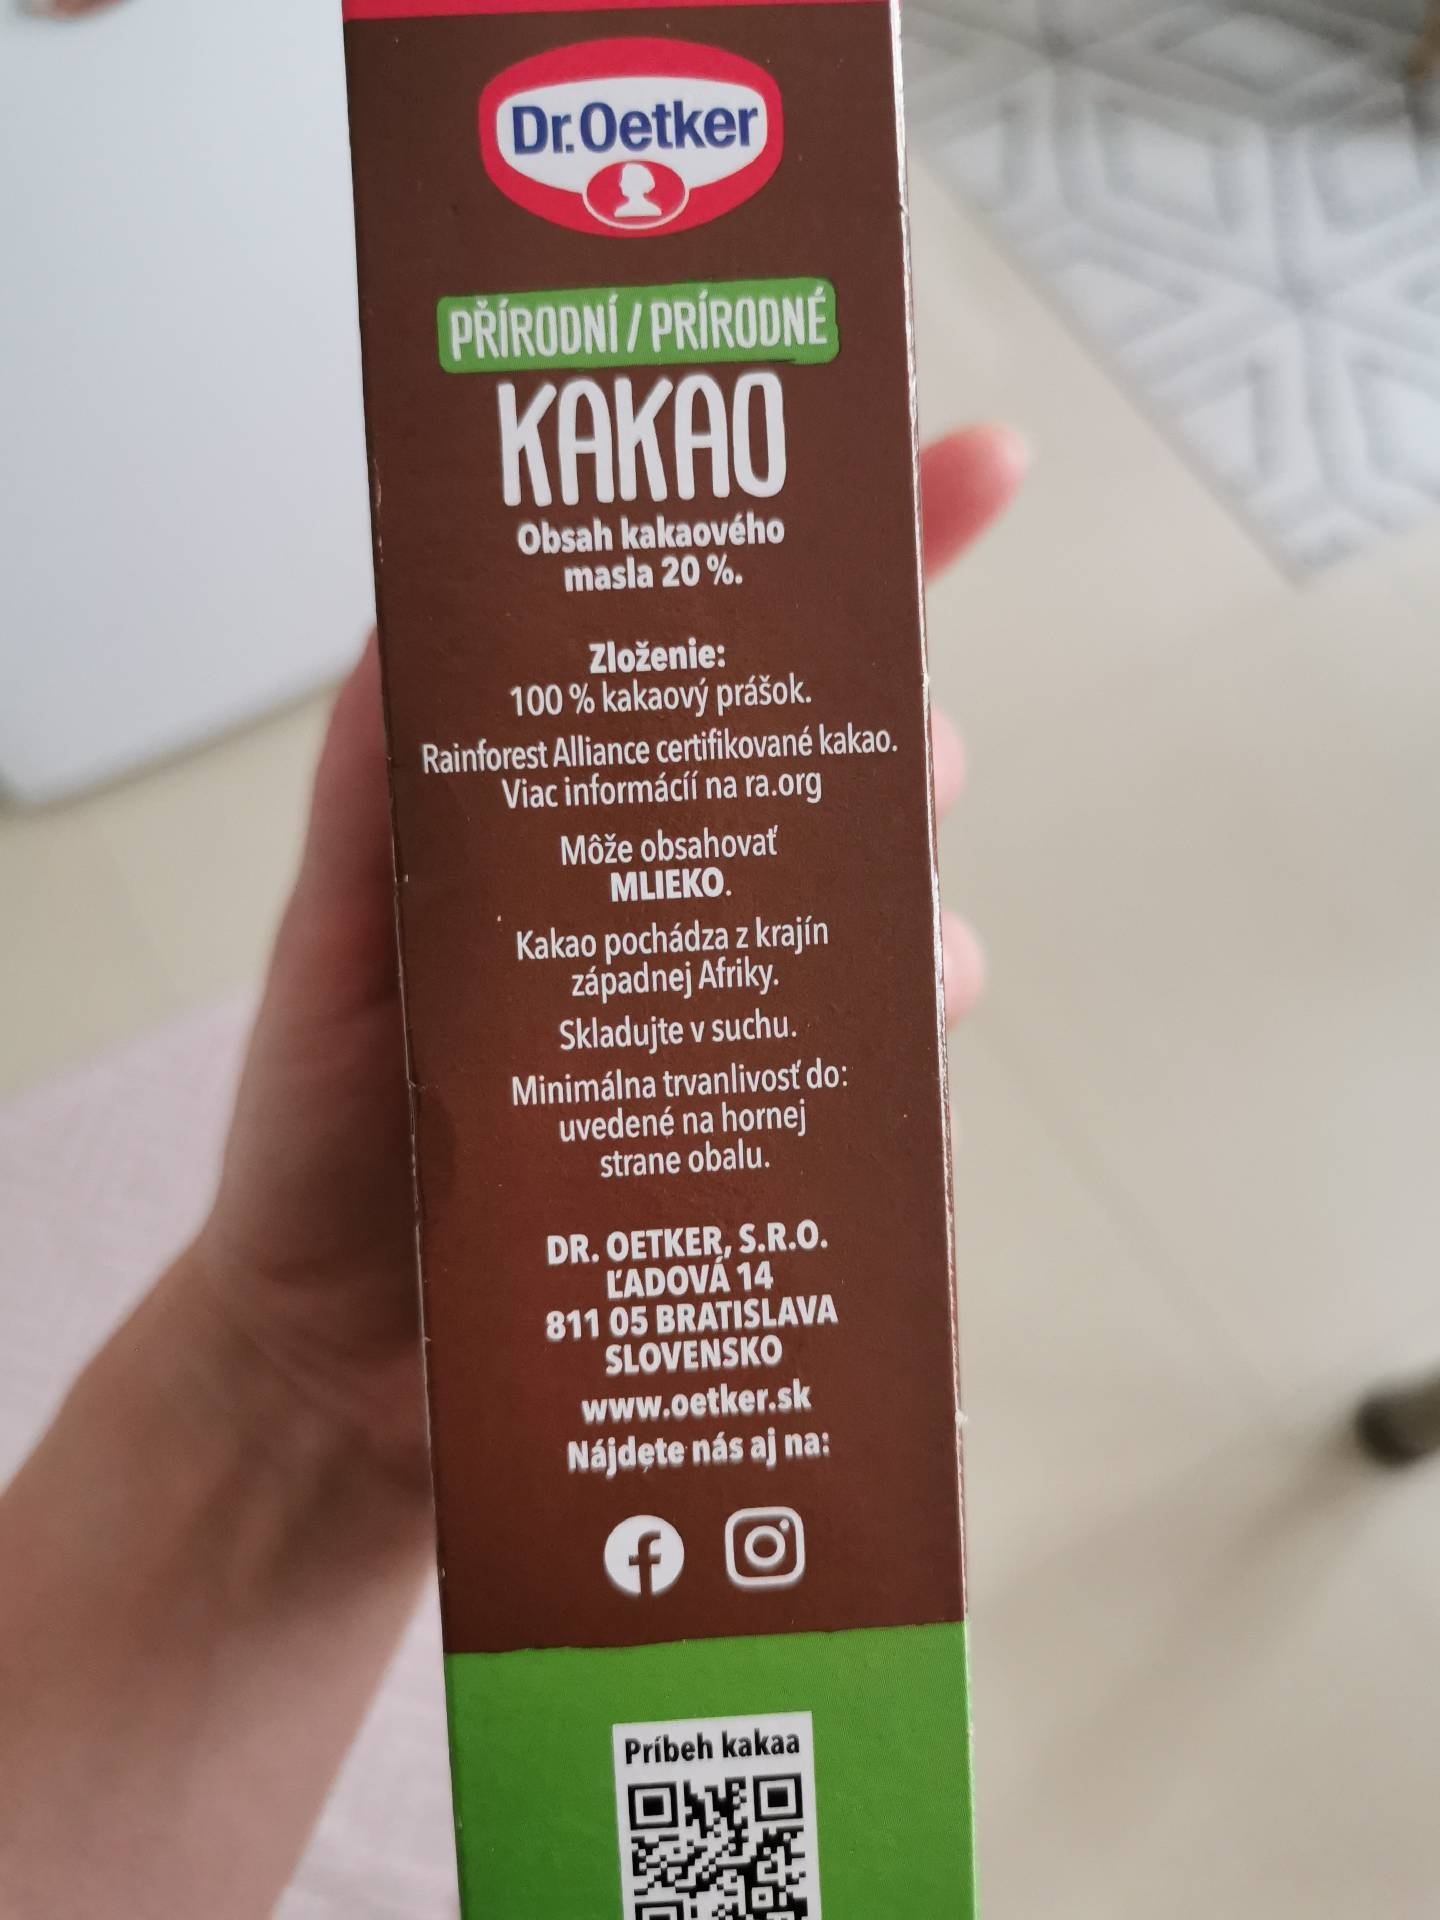 Dr.Oetker
PŘÍRODNÍ / PRÍRODNÉ
KAKAO
Obsah kakaového
masla 20 %.
Zloženie:
100 % kakaový prášok.
Rainforest Alliance certifikované kakao.
Viac informácíí na ra.org
Môže obsahovať
MLIEKO.
Kakao pochádza z krajín
západnej Afriky.
Skladujte v suchu.
Minimálna trvanlivosť do:
uvedené na hornej
strane obalu.
DR. OETKER, S.R.O.
ĽADOVÁ 14
811 05 BRATISLAVA
SLOVENSKO
www.oetker.sk
Nájdete nás aj na:
Príbeh kakaa